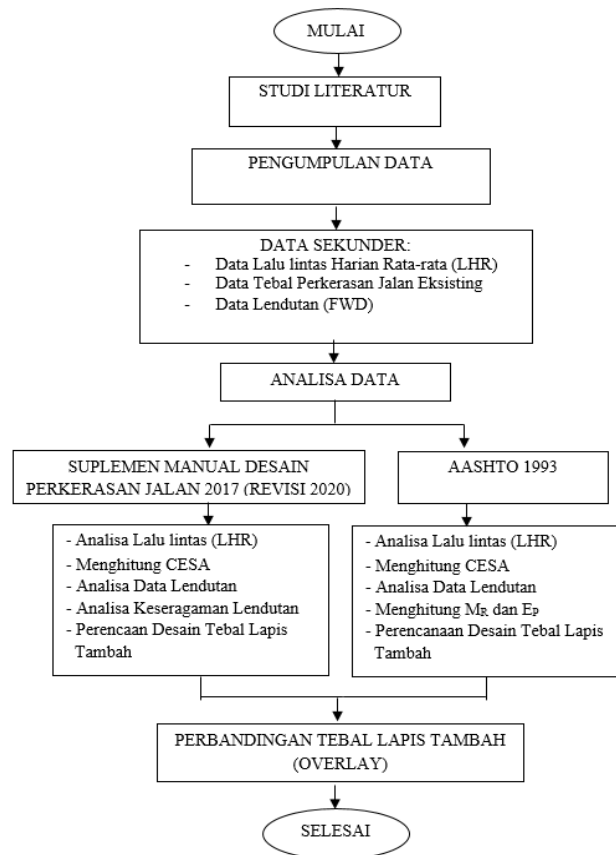 MULAI
STUDI LITERATUR
PENGUMPULAN DATA
DATA SEKUNDER:
- Data Lalu lintas Harian Rata-rata (LHR)
- Data Tebal Perkerasan Jalan Eksisting
- Data Lendutan (FWD)
ANALISA DATA
SUPLEMEN MANUAL DESAIN
PERKERASAN JALAN 2017 (REVISI 2020)
- Analisa Lalu lintas (LHR)
- Menghitung CESA
- Analisa Data Lendutan
- Analisa Keseragaman Lendutan
- Perencaan Desain Tebal Lapis
Tambah
AASHTO 1993
- Analisa Lalu lintas (LHR)
- Menghitung CESA
- Analisa Data Lendutan
- Menghitung MR dan EP
- Perencanaan Desain Tebal Lapis
Tambah
PERBANDINGAN TEBAL LAPIS TAMBAH
(OVERLAY)
SELESAI